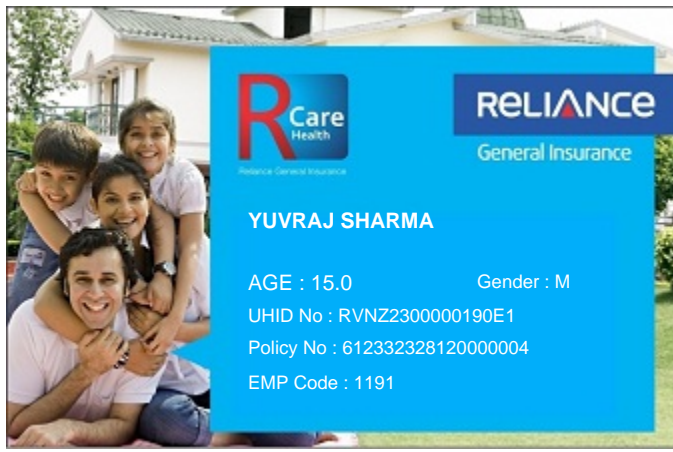 R Care
Health
Reliance General Insurance
RELIANCE
General Insurance
YUVRAJ SHARMA
AGE : 15.0 Gender : M
UHID No : RVNZ2300000190E1
Policy No : 612332328120000004
EMP Code : 1191